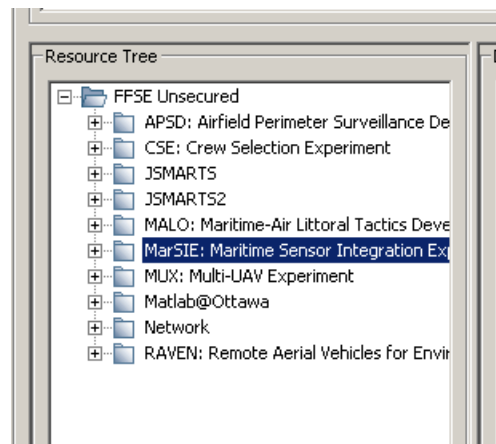 Resource Tree
FFSE Unsecured
APSD: Airfield Perimeter Surveillance De
CSE: Crew Selection Experiment
JSMARTS
JSMARTS2
MALO: Maritime-Air Littoral Tactics Deve
MarSIE: Maritime Sensor Integration Exp
MUX: Multi-UAV Experiment
Matlab@Ottawa
Network
RAVEN: Remote Aerial Vehicles for Envir